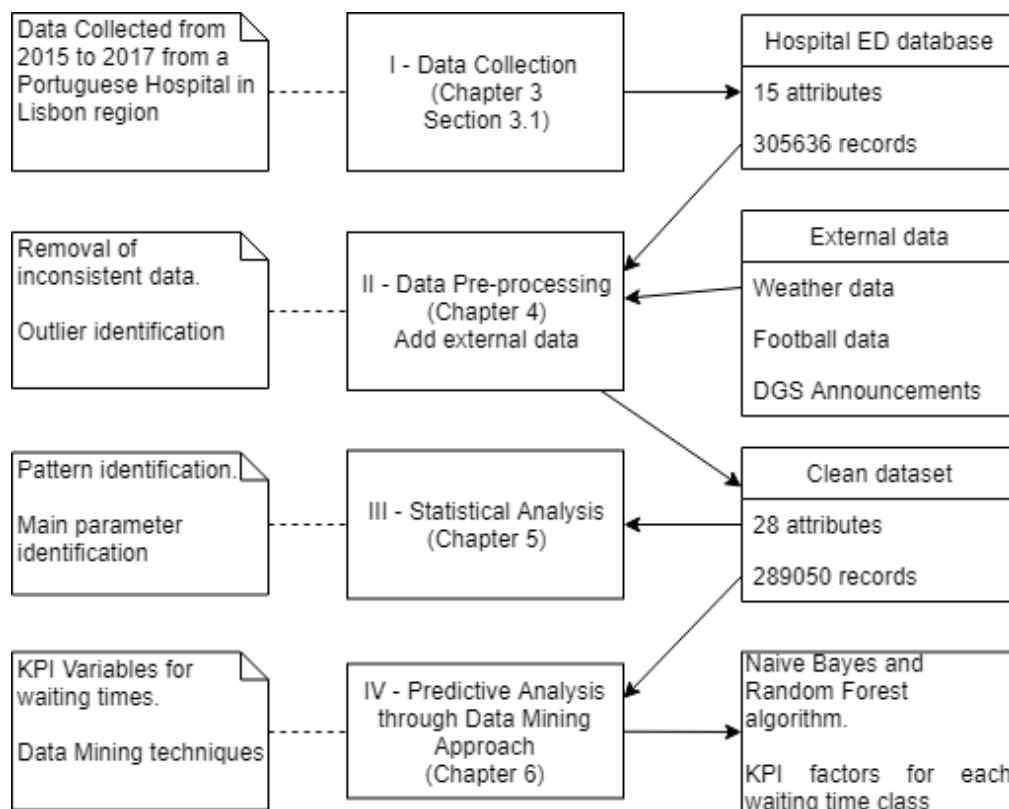 Data Collected from
2015 to 2017 from a
Portuguese Hospital in
Lisbon region
I - Data Collection
(Chapter 3
Section 3.1)
Hospital ED database
15 attributes
305636 records
Removal of
inconsistent data.
Outlier identification
II - Data Pre-processing
(Chapter 4)
Add external data
External data
Weather data
Football data
DGS Announcements
Pattern identification.
Main parameter
identification
III - Statistical Analysis
(Chapter 5)
Clean dataset
28 attributes
289050 records
KPI Variables for
waiting times.
Data Mining techniques
IV - Predictive Analysis
through Data Mining
Approach
(Chapter 6)
Naive Bayes and
Random Forest
algorithm.
KPI factors for each
waiting time class